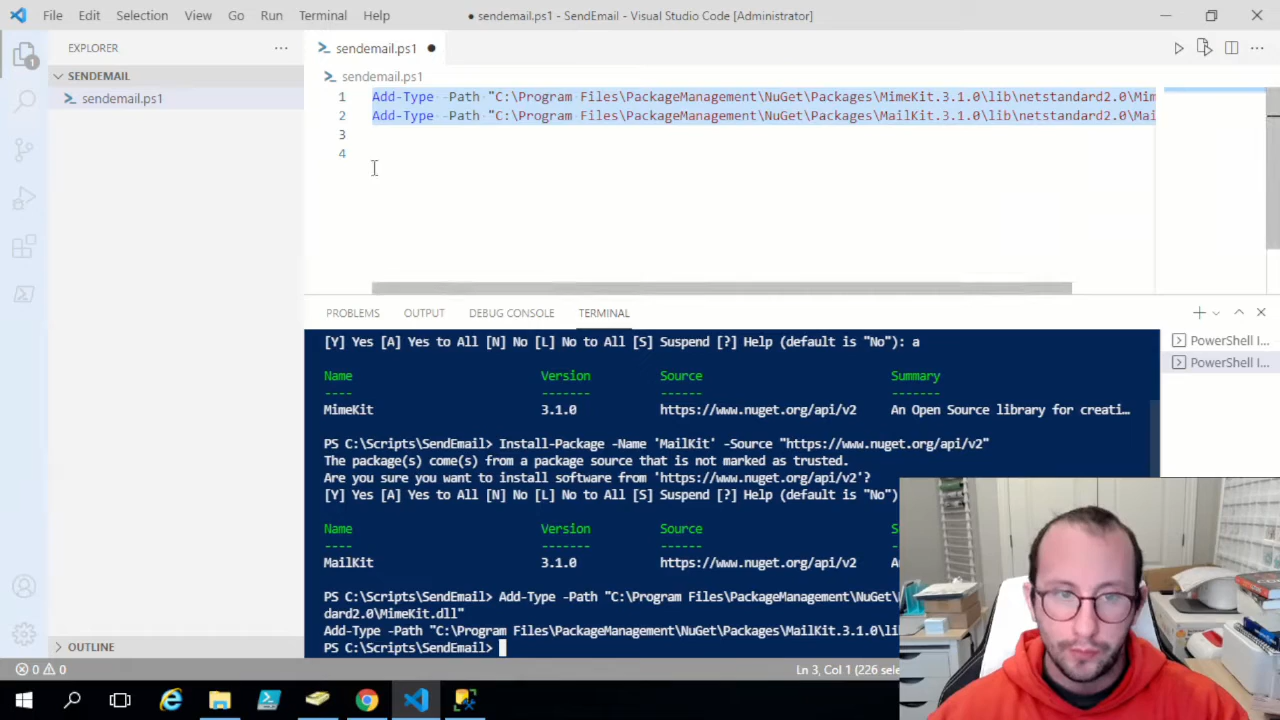 File Edit Selection View Go Run Terminal Help
● sendemail.ps1 - SendEmail - Visual Studio Code [Administrator]
EXPLORER
sendemail.ps1
SENDEMAIL
sendemail.ps1
1
sendemail.ps1
1 Add-Type -Path "C:\Program Files\PackageManagement\NuGet\Packages\MimeKit.3.1.0\lib\netstandard2.0\Mim
2 Add-Type -Path "C:\Program Files\PackageManagement\NuGet\Packages\MailKit.3.1.0\lib\netstandard2.0\Mai
3
4
PROBLEMS OUTPUT DEBUG CONSOLE TERMINAL
[Y] Yes [A] Yes to All [N] No [L] No to All [S] Suspend [?] Help (default is "No"): a
Name Version Source Summary
---- ------- ------ -------
MimeKit 3.1.0 https://www.nuget.org/api/v2 An Open Source library for creati…
PS C:\Scripts\SendEmail> Install-Package -Name 'MailKit' -Source "https://www.nuget.org/api/v2"
The package(s) come(s) from a package source that is not marked as trusted.
Are you sure you want to install software from 'https://www.nuget.org/api/v2'?
[Y] Yes [A] Yes to All [N] No [L] No to All [S] Suspend [?] Help (default is "No")
Name Version Source S
---- ------- ------ -
MailKit 3.1.0 https://www.nuget.org/api/v2 A
PS C:\Scripts\SendEmail> Add-Type -Path "C:\Program Files\PackageManagement\NuGet\
dard2.0\MimeKit.dll"
Add-Type -Path "C:\Program Files\PackageManagement\NuGet\Packages\MailKit.3.1.0\li
PS C:\Scripts\SendEmail>
PowerShell I...
PowerShell I...
OUTLINE
0 0
Ln 3, Col 1 (226 sele